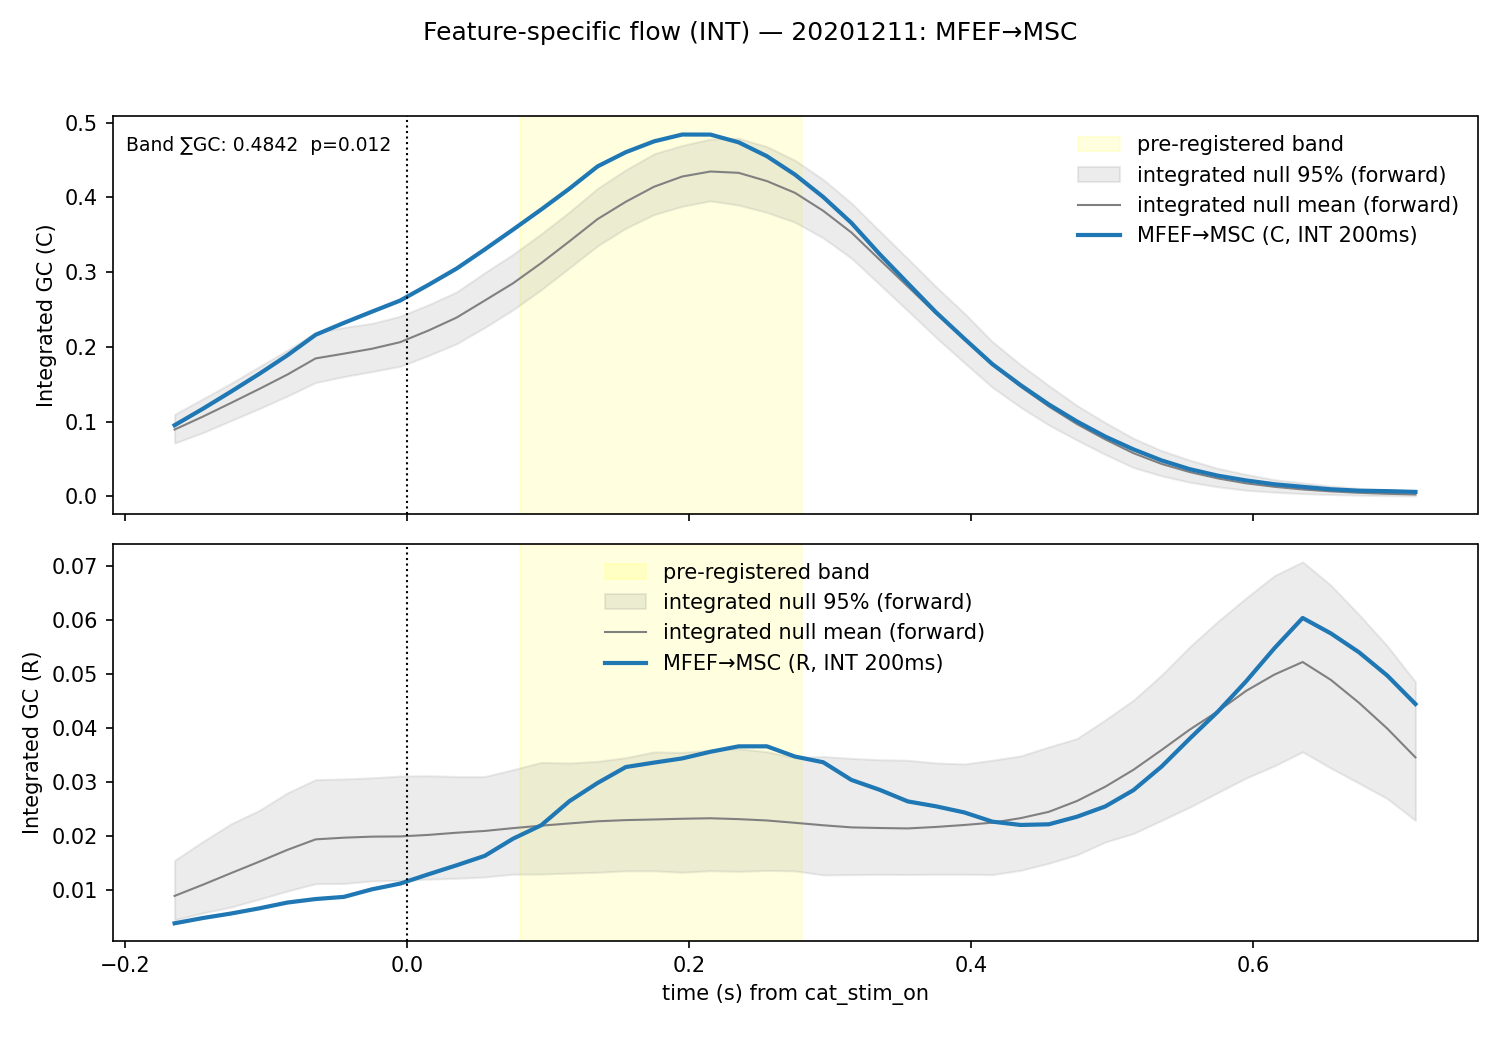 Feature-specific flow (INT) — 20201211: MFEF→MSC
Band ∑GC: 0.4842  p=0.012
pre-registered band
integrated null 95% (forward)
integrated null mean (forward)
MFEF→MSC (C, INT 200ms)
Integrated GC (C)
0.5
0.4
0.3
0.2
0.1
0.0
pre-registered band
integrated null 95% (forward)
integrated null mean (forward)
MFEF→MSC (R, INT 200ms)
Integrated GC (R)
0.07
0.06
0.05
0.04
0.03
0.02
0.01
−0.2 0.0 0.2 0.4 0.6
time (s) from cat_stim_on